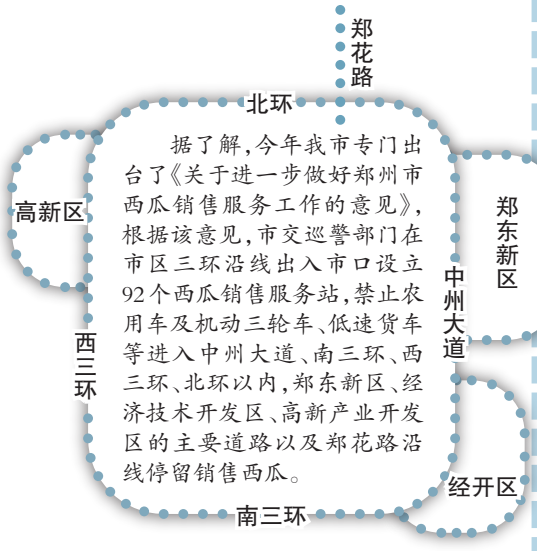 郑花路
北环
据了解,今年我市专门出
台了《关于进一步做好郑州市
西瓜销售服务工作的意见》,
根据该意见,市交巡警部门在
市区三环沿线出入市口设立
92个西瓜销售服务站,禁止农
用车及机动三轮车、低速货车
等进入中州大道、南三环、西
三环、北环以内,郑东新区、经
济技术开发区、高新产业开发
区的主要道路以及郑花路沿
线停留销售西瓜。
高新区
西三环
郑东新区
中州大道
经开区
南三环